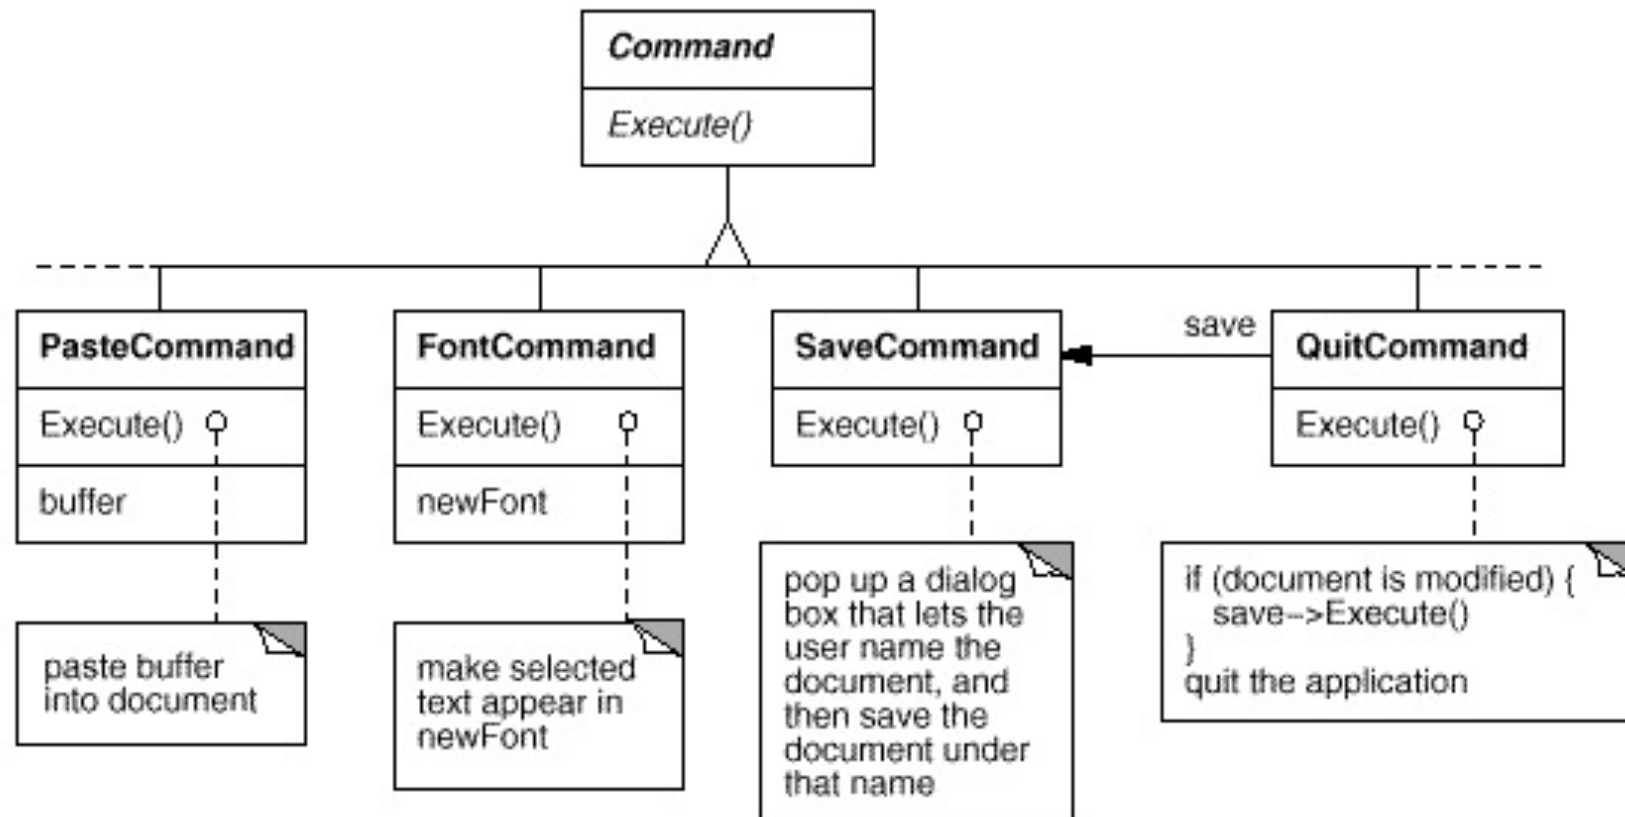 Command
Execute()
PasteCommand
Execute()
buffer
paste buffer
into document
FontCommand
Execute()
newFont
make selected
text appear in
newFont
SaveCommand
Execute()
pop up a dialog
box that lets the
user name the
document, and
then save the
document under
that name
save
QuitCommand
Execute()
if (document is modified) {
save-->Execute()
}
quit the application